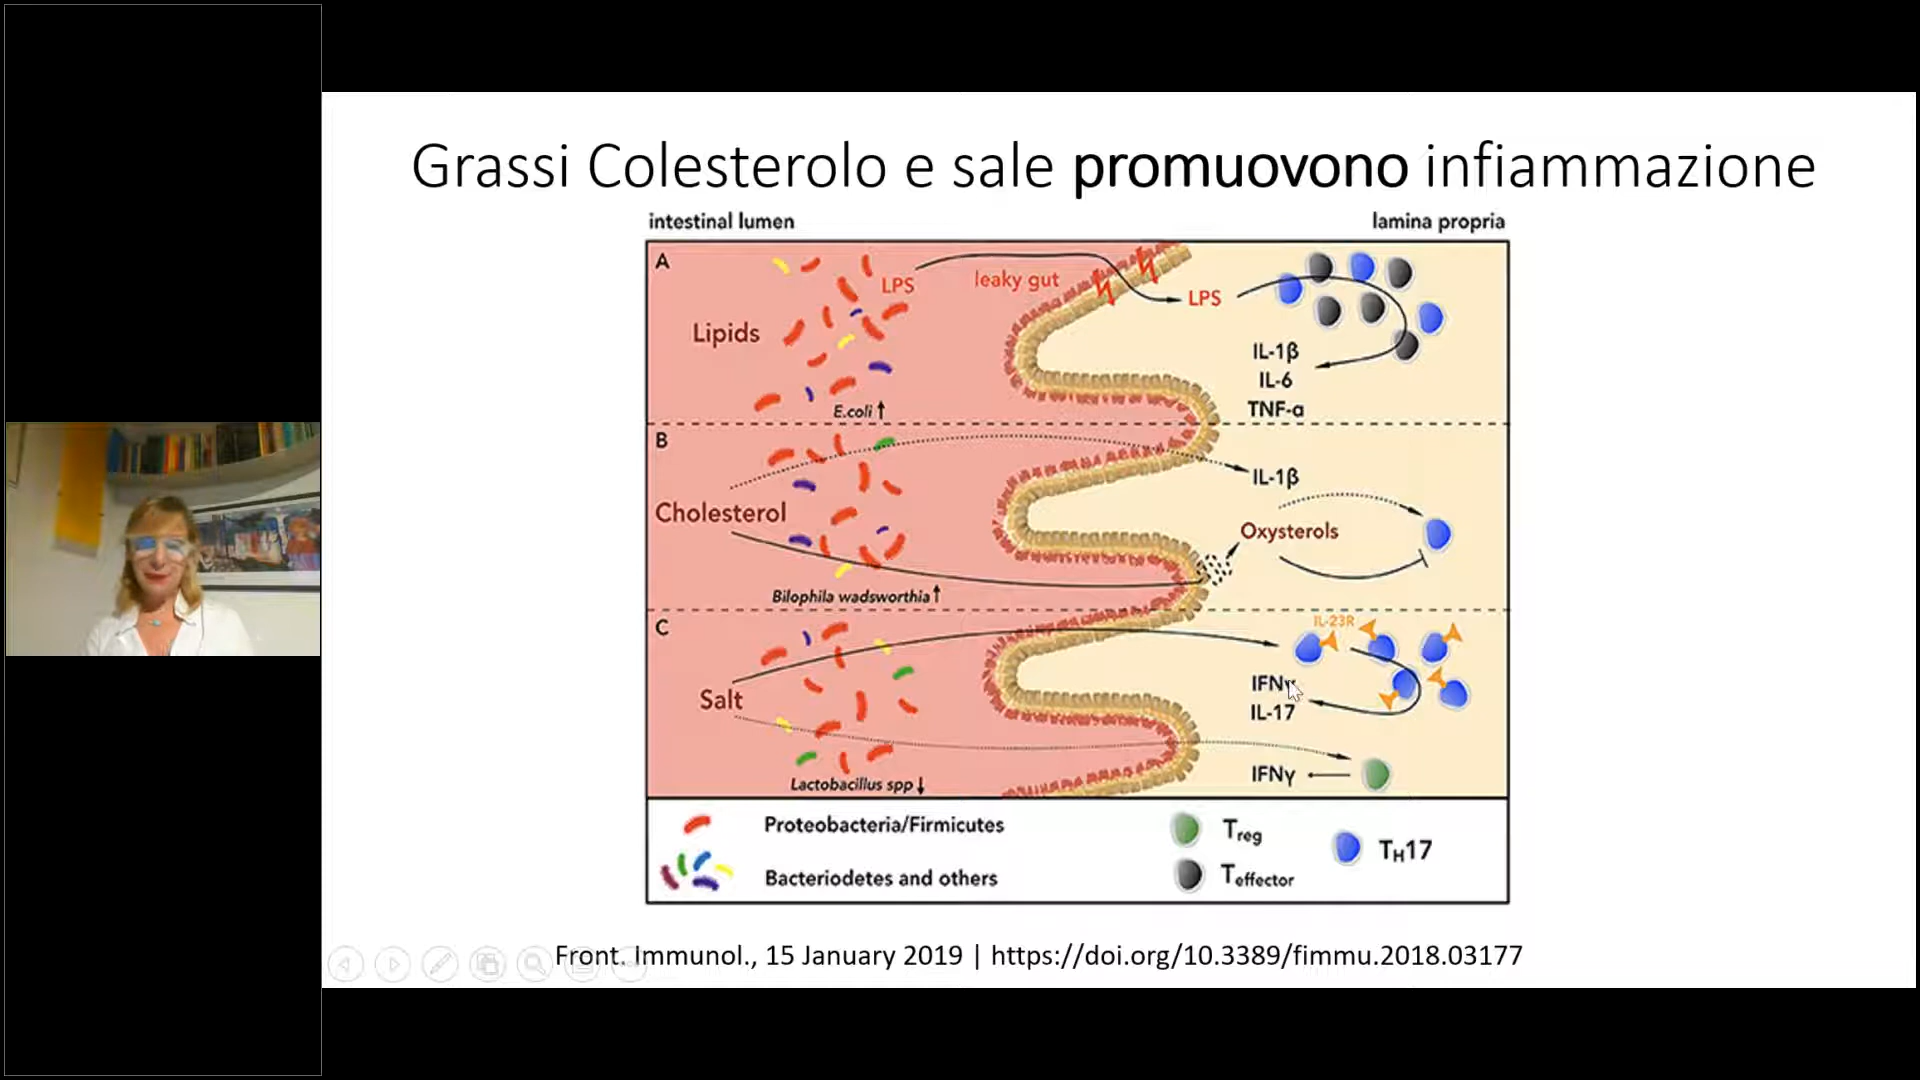 Grassi Colesterolo e sale promuovono infiammazione
intestinal lumen
lamina propria
A
LPS
leaky gut
LPS
Lipids
IL-1β
IL-6
TNF-α
E.coli ↑
B
IL-1β
Cholesterol
Oxysterols
Bilophila wadsworthia ↑
C
IL-23R
Salt
IFNγ
IL-17
IFNγ
Lactobacillus spp ↓
Proteobacteria/Firmicutes
Bacteriodetes and others
Treg
Teffector
TH17
Front. Immunol., 15 January 2019 | https://doi.org/10.3389/fimmu.2018.03177